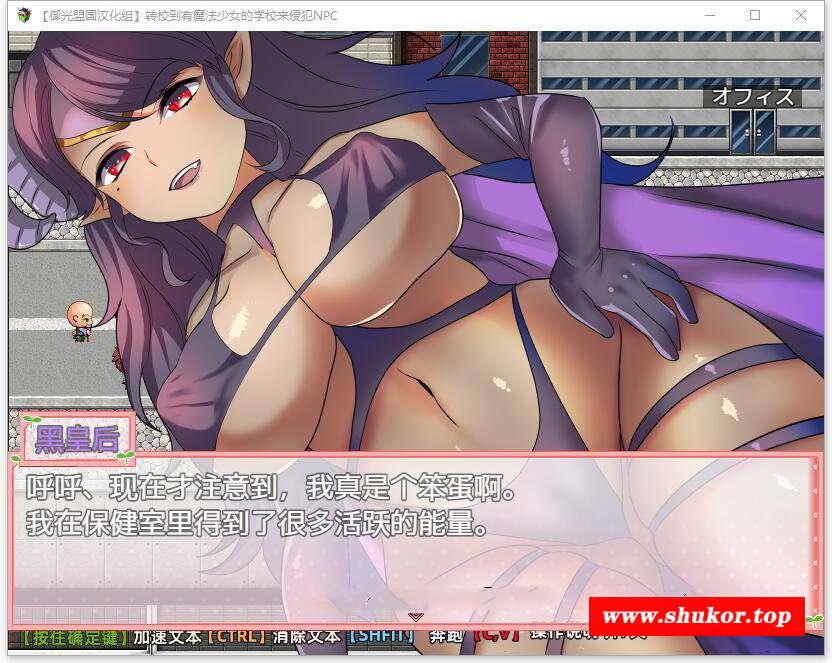 【御光盟国汉化组】转校到有魔法少女的学校来侵犯NPC
オフィス
黑皇后
呼呼、现在才注意到，我真是个笨蛋啊。
我在保健室里得到了很多活跃的能量。
www.shukor.top
【按住确定键】加速文本【CTRL】消除文本【SHFIT】 奔跑【C,V】